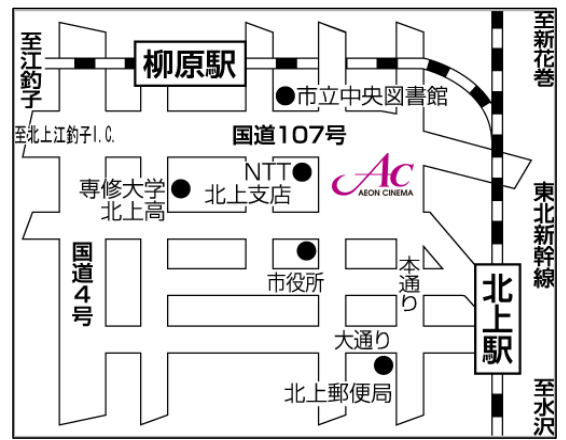 至新花巻
至江釣子
柳原駅
市立中央図書館
国道107号
至北上江釣子I.C.
NTT
北上支店
AC
AEON CINEMA
専修大学
北上高
東北新幹線
国道4号
市役所
本通り
北上駅
大通り
北上郵便局
至水沢